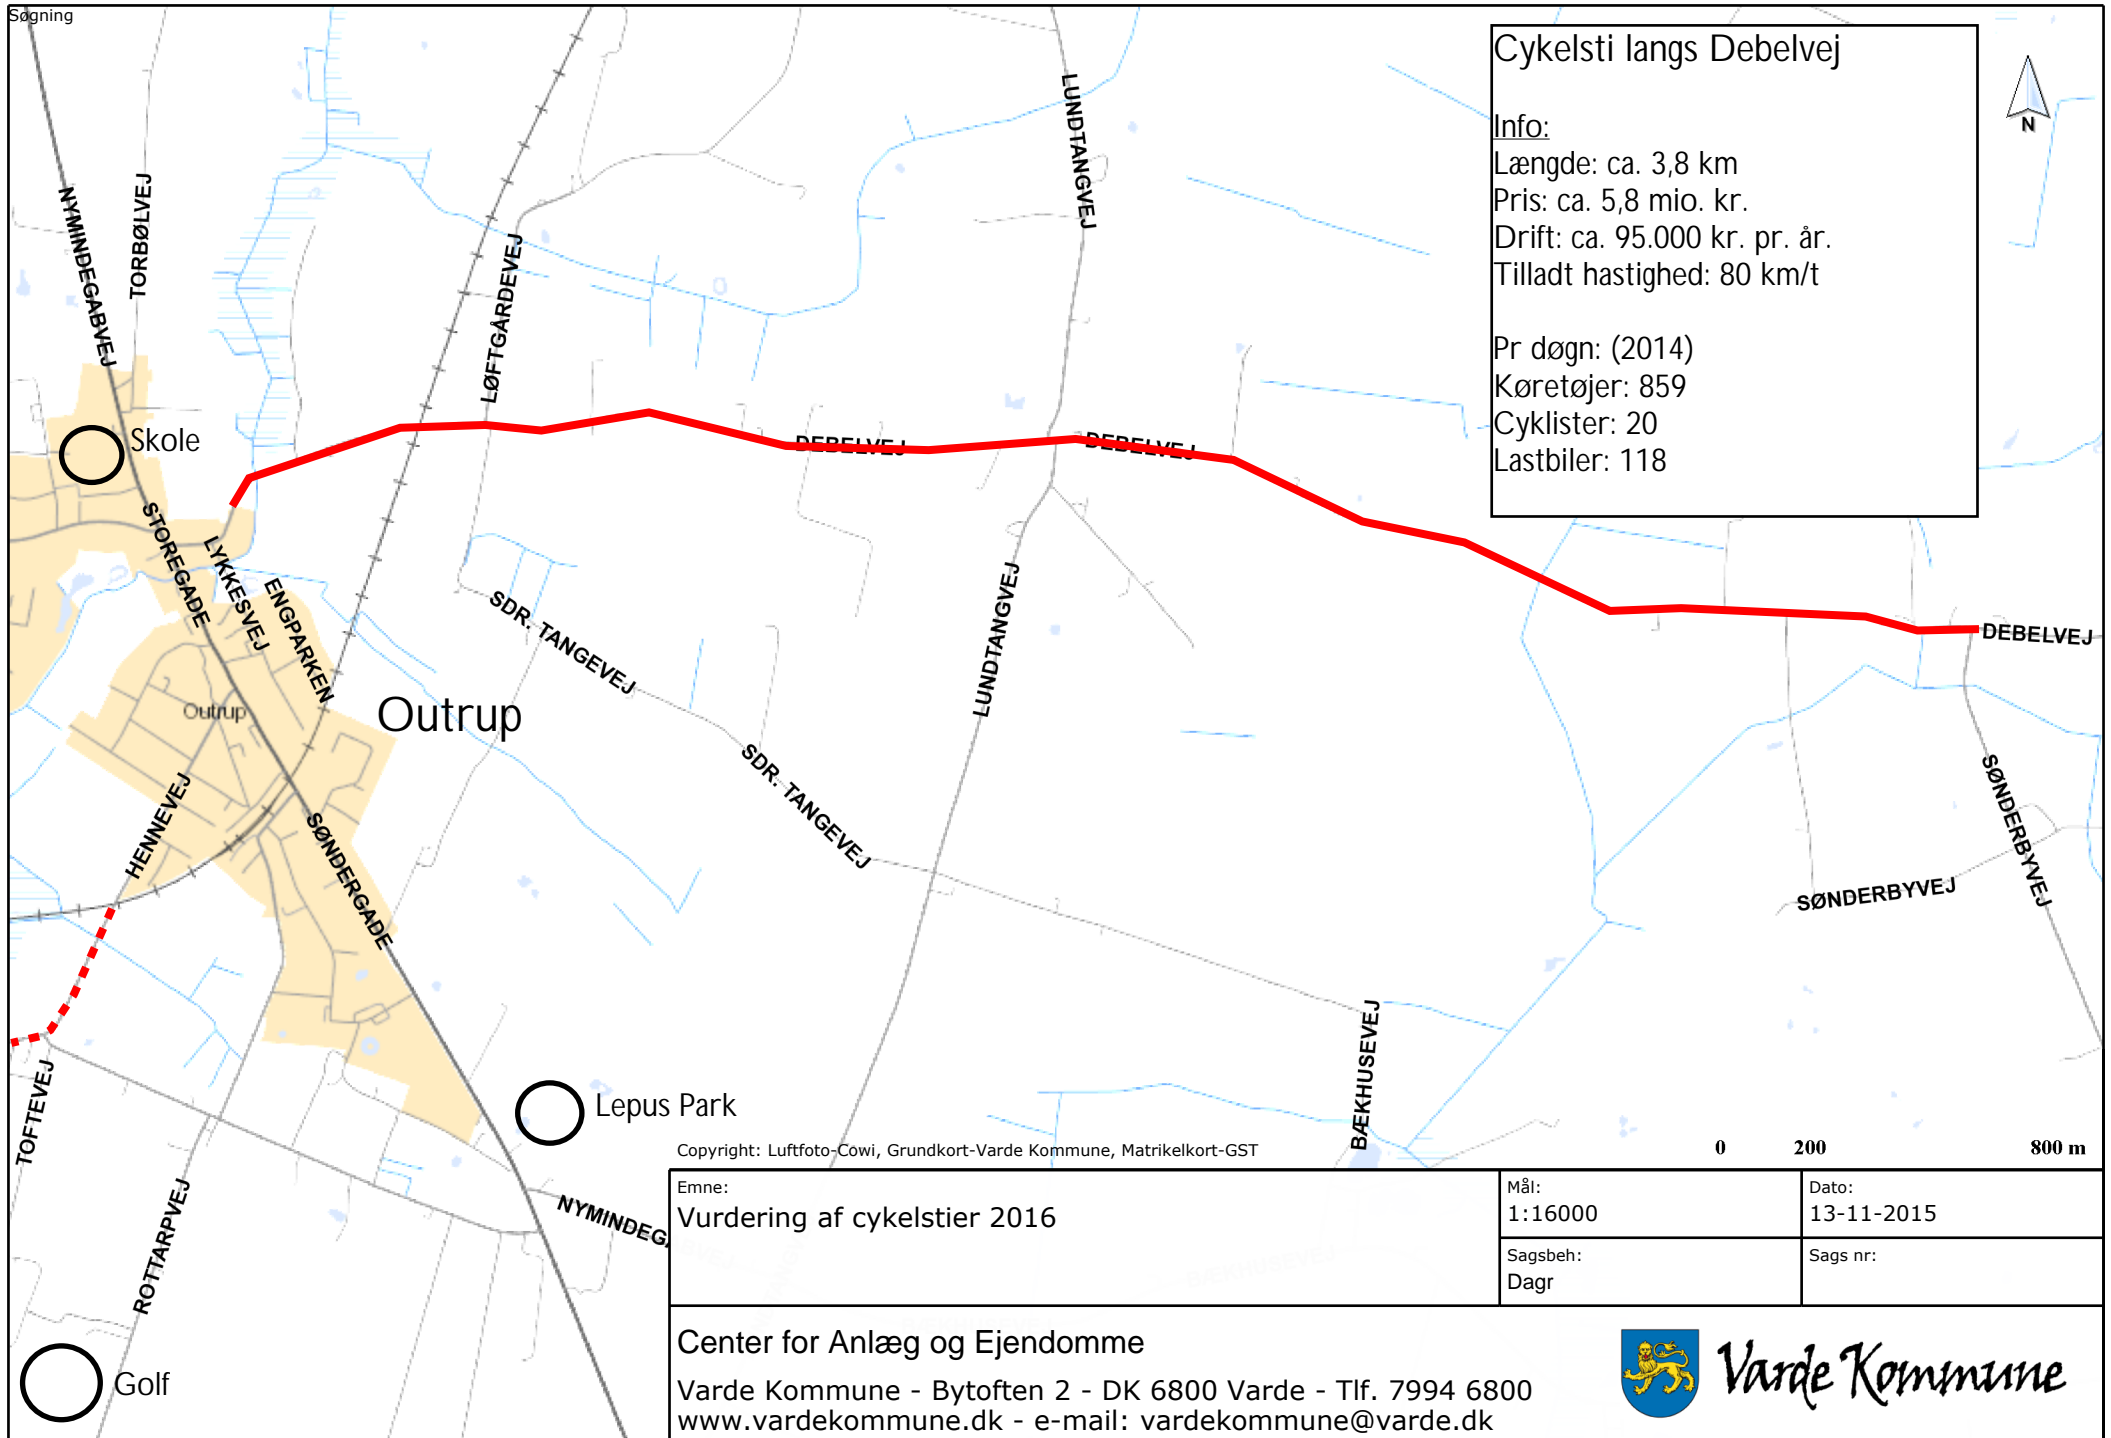 Søgning
Cykelsti langs Debelvej
Info:
Længde: ca. 3,8 km
Pris: ca. 5,8 mio. kr.
Drift: ca. 95.000 kr. pr. år.
Tilladt hastighed: 80 km/t
Pr døgn: (2014)
Køretøjer: 859
Cyklister: 20
Lastbiler: 118
N
NYMINDEGABVEJ
TORBØLVEJ
LUNDTANGVEJ
LØFTGÅRDEVEJ
Skole
DEBELVEJ
DEBELVEJ
STOREGADE
LYKKESVEJ
ENGPARKEN
SDR. TANGEVEJ
LUNDTANGVEJ
DEBELVEJ
Outrup
Outrup
SDR. TANGEVEJ
HENNEVEJ
SØNDERGADE
SØNDERBYVEJ
SØNDERBYVEJ
BÆKHUSEVEJ
TOFTEVEJ
Lepus Park
ROTTARPVEJ
NYMINDEGABVEJ
Golf
Copyright: Luftfoto-Cowi, Grundkort-Varde Kommune, Matrikelkort-GST
0 200 800 m
Emne:
Vurdering af cykelstier 2016
Mål:
1:16000
Dato:
13-11-2015
Sagsbeh:
Dagr
Sags nr:
Center for Anlæg og Ejendomme
Varde Kommune - Bytoften 2 - DK 6800 Varde - Tlf. 7994 6800
www.vardekommune.dk - e-mail: vardekommune@varde.dk
Varde Kommune